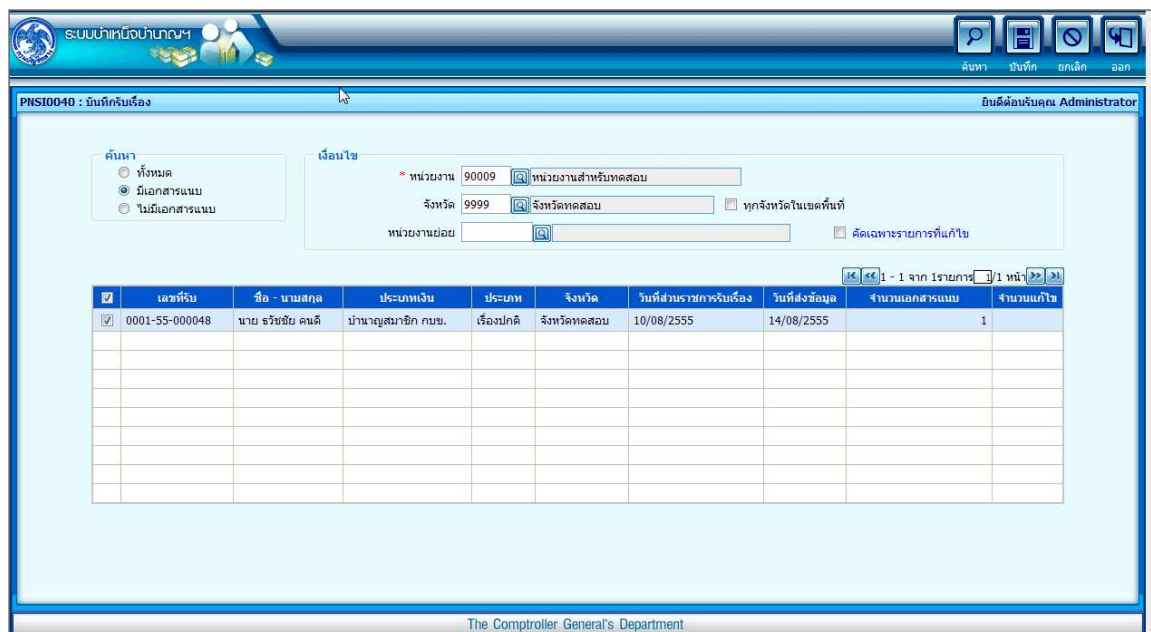 ระบบบำเหน็จบำนาญฯ
ค้นหา บันทึก ยกเลิก ออก
PNSI0040 : บันทึกรับเรื่อง ยินดีต้อนรับคุณ Administrator
ค้นหา
ทั้งหมด
มีเอกสารแนบ
ไม่มีเอกสารแนบ
เงื่อนไข
* หน่วยงาน 90009 หน่วยงานสำหรับทดสอบ
จังหวัด 9999 จังหวัดทดสอบ ทุกจังหวัดในเขตพื้นที่
หน่วยงานย่อย คัดเฉพาะรายการที่แก้ไข
1 - 1 จาก 1รายการ 1/1 หน้า
เลขที่รับ ชื่อ - นามสกุล ประเภทเงิน ประเภท จังหวัด วันที่ส่วนราชการรับเรื่อง วันที่ส่งข้อมูล จำนวนเอกสารแนบ จำนวนแก้ไข
0001-55-000048 นาย ธวัชชัย คนดี บำนาญสมาชิก กบข. เรื่องปกติ จังหวัดทดสอบ 10/08/2555 14/08/2555 1
The Comptroller General's Department